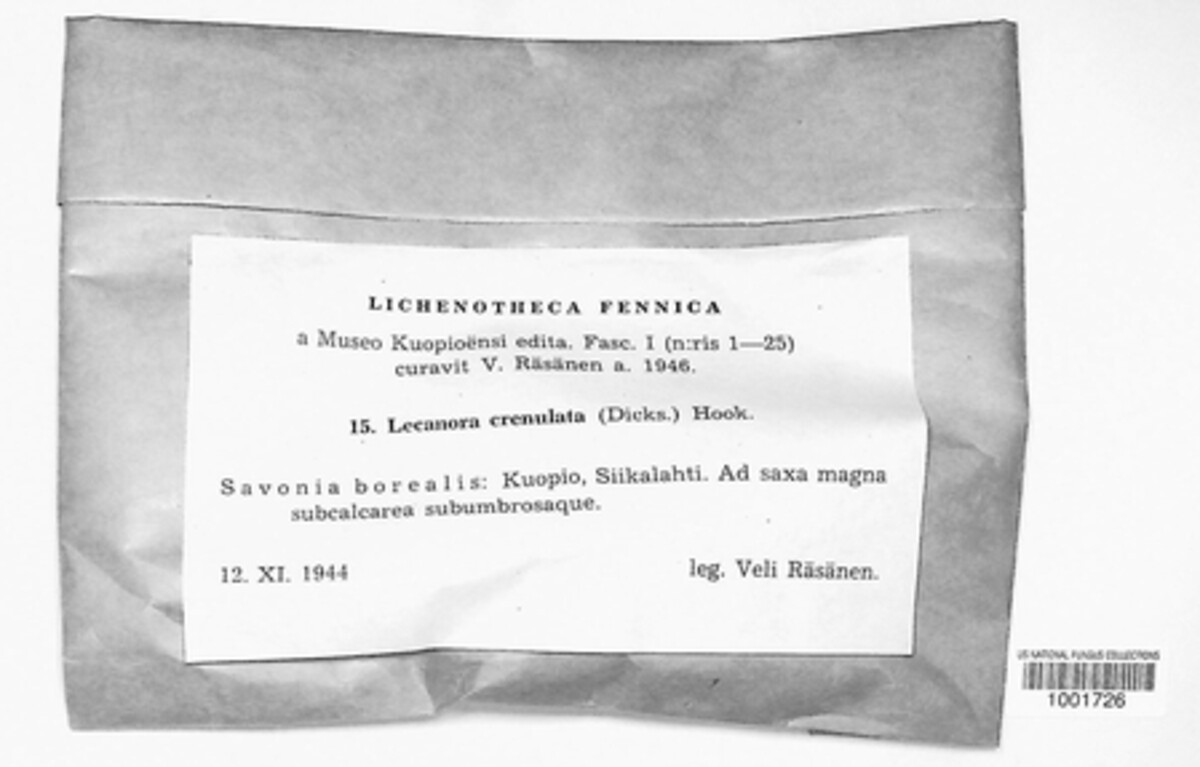 LICHENOTHECA FENNICA
a Museo Kuopioënsi edita. Fasc. I (n:ris 1—25)
curavit V. Räsänen a. 1946.
15. Lecanora crenulata (Dicks.) Hook.
Savonia borealis: Kuopio, Siikalahti. Ad saxa magna
subcalcarea subumbrosaque.
12. XI. 1944 leg. Veli Räsänen.
US NATIONAL FUNGUS COLLECTIONS
1001726